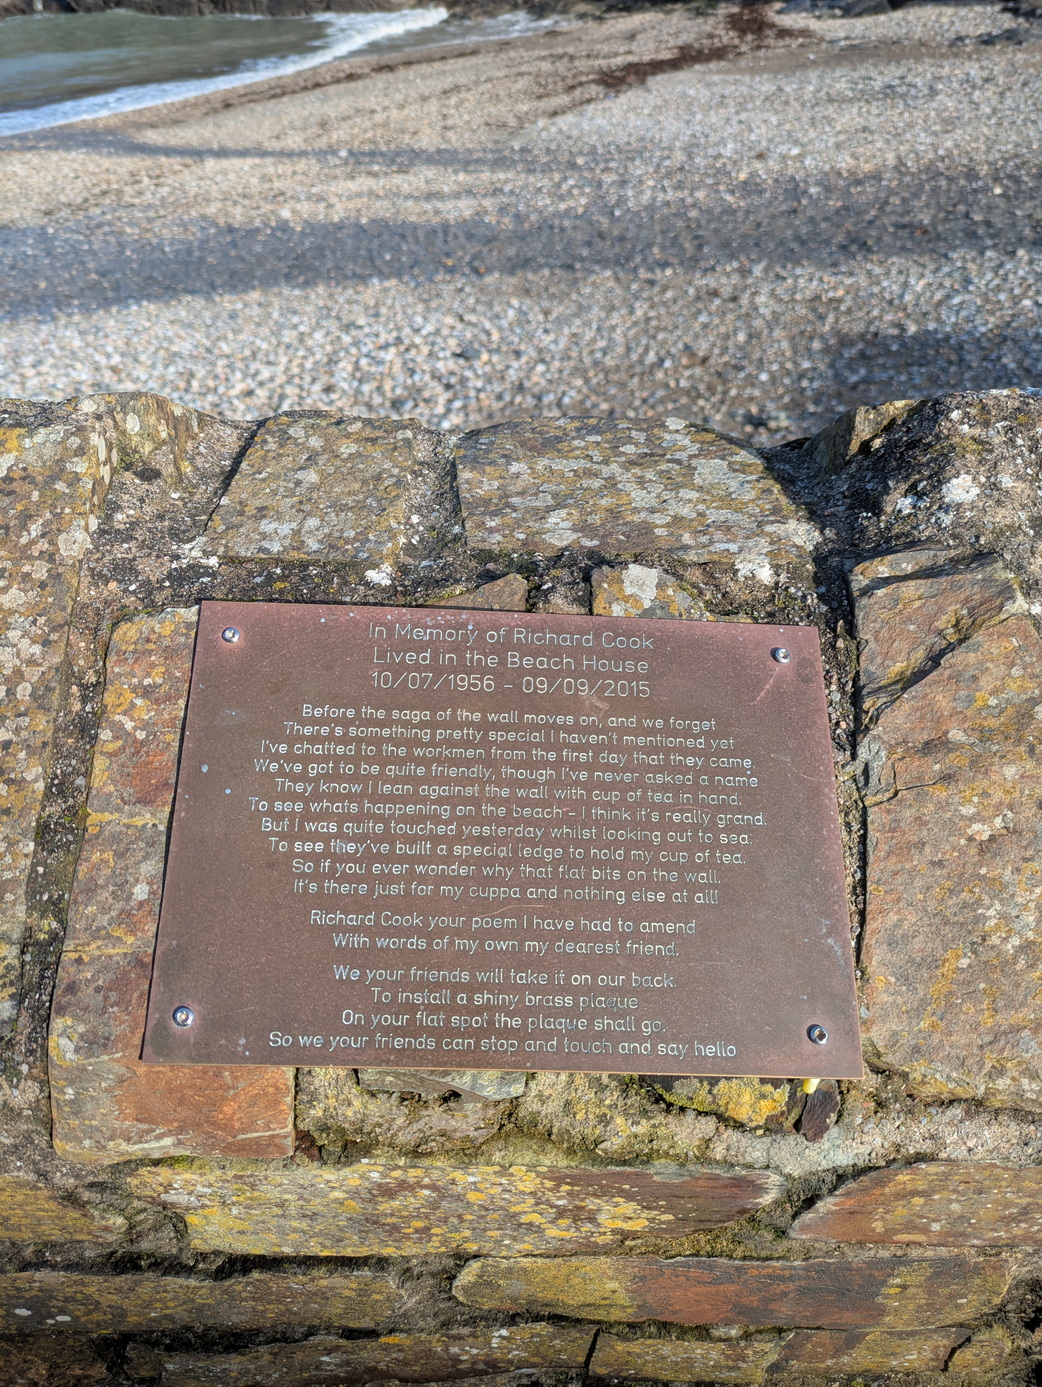 In Memory of Richard Cook
Lived in the Beach House
10/07/1956 - 09/09/2015
Before the saga of the wall moves on, and we forget
There's something pretty special I haven't mentioned yet
I've chatted to the workmen from the first day that they came.
We've got to be quite friendly, though I've never asked a name
They know I lean against the wall with cup of tea in hand.
To see whats happening on the beach - I think it's really grand.
But I was quite touched yesterday whilst looking out to sea.
To see they've built a special ledge to hold my cup of tea.
So if you ever wonder why that flat bits on the wall.
It's there just for my cuppa and nothing else at all!
Richard Cook your poem I have had to amend
With words of my own my dearest friend.
We your friends will take it on our back.
To install a shiny brass plaque
On your flat spot the plaque shall go.
So we your friends can stop and touch and say hello